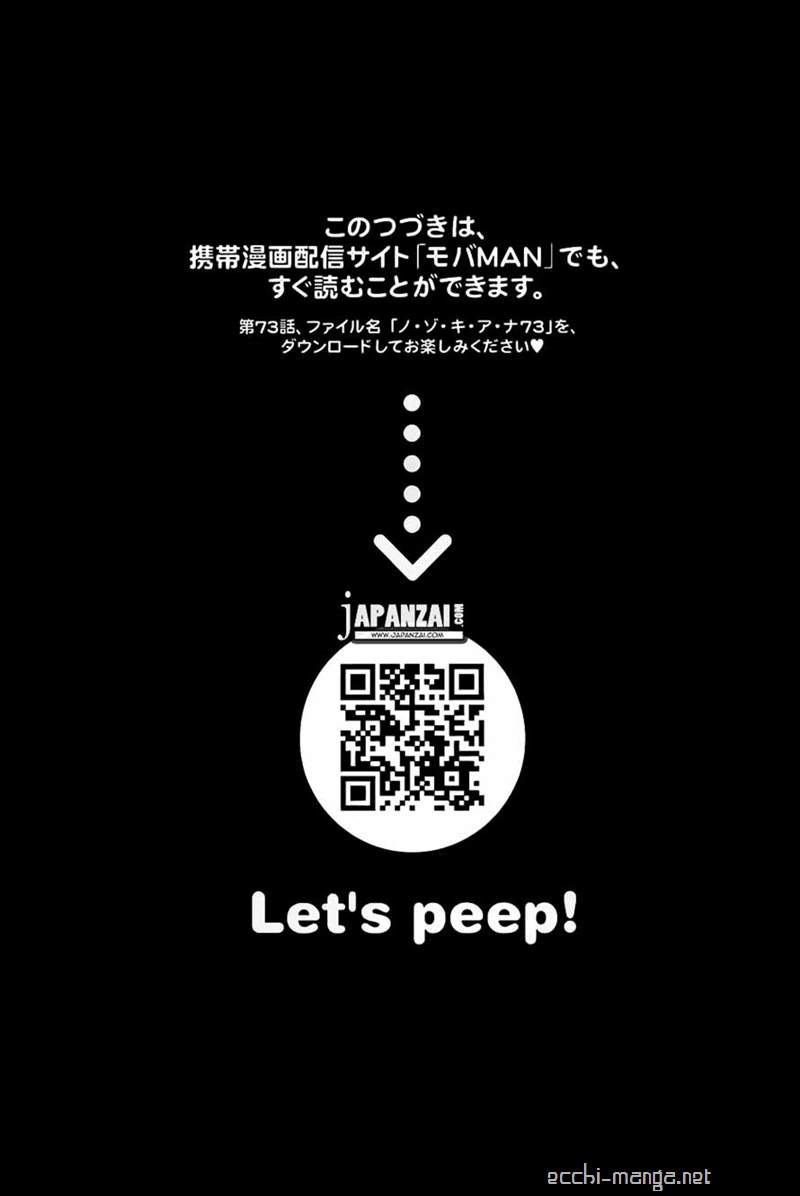 このつづきは、
携帯漫画配信サイト「モバMAN」でも、
すぐ読むことができます。
第73話、ファイル名「ノ・ゾ・キ・ア・ナ73」を、
ダウンロードしてお楽しみください♥
jAPANZAI.COM
WWW.JAPANZAI.COM
Let's peep!
ecchi-manga.net